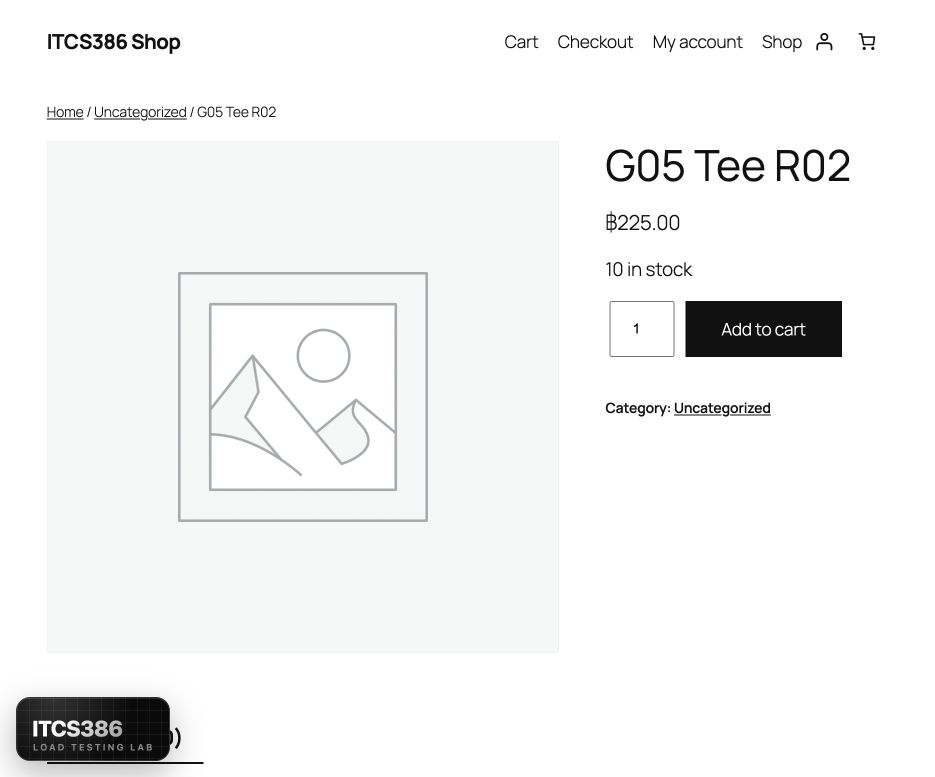 ITCS386 Shop
Cart Checkout My account Shop
Home / Uncategorized / G05 Tee R02
G05 Tee R02
฿225.00
10 in stock
1 Add to cart
Category: Uncategorized
ITCS386
LOAD TESTING LAB